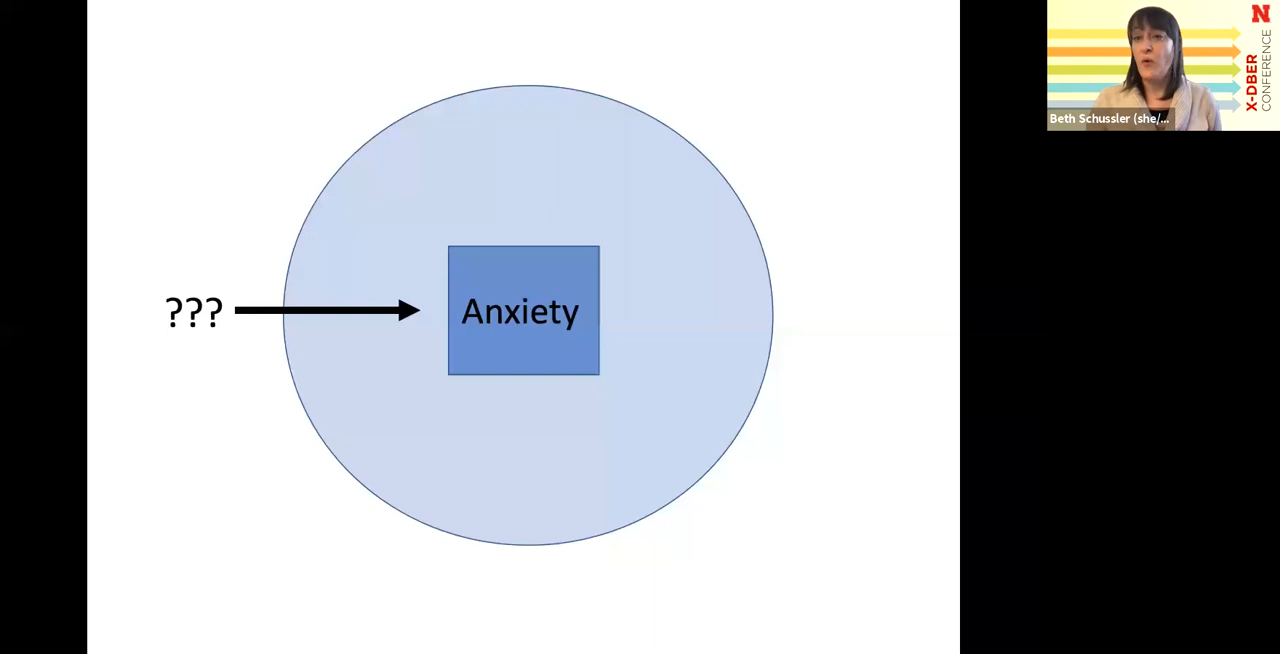 ???
Anxiety
N
X-DBER
CONFERENCE
Beth Schussler (she/...